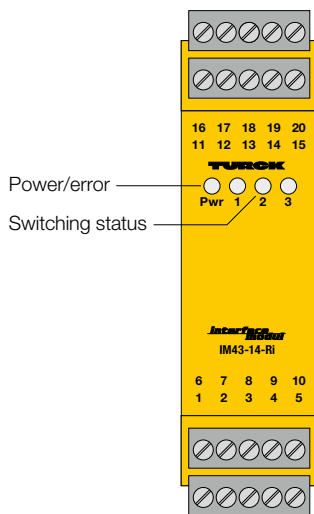 16 17 18 19 20
11 12 13 14 15
TURCK
Power/error
Pwr 1 2 3
Switching status
interface
modul
IM43-14-Ri
6 7 8 9 10
1 2 3 4 5